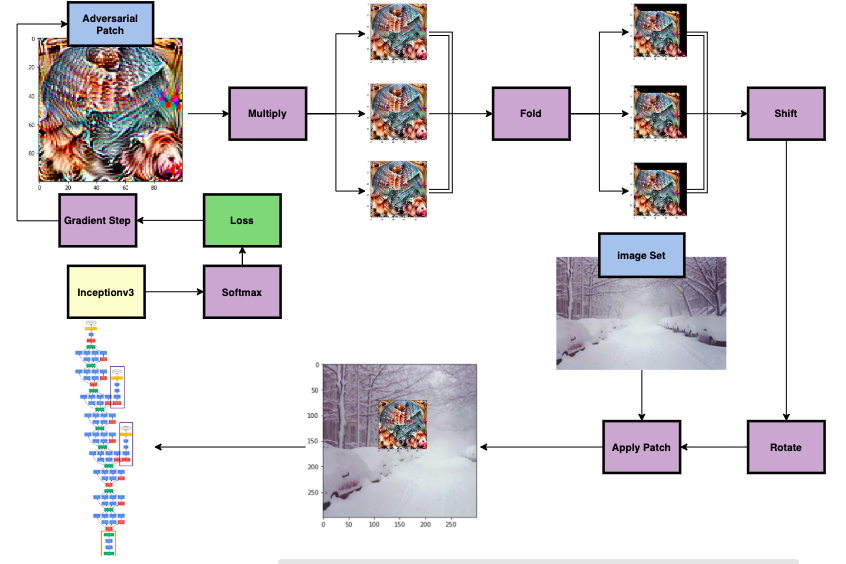 Adversarial
Patch
0
20
40
60
80
0 20 40 60 80
Multiply
Fold
Shift
Gradient Step
Loss
image Set
Inceptionv3
Softmax
0
50
100
150
200
250
0 50 100 150 200 250
Apply Patch
Rotate